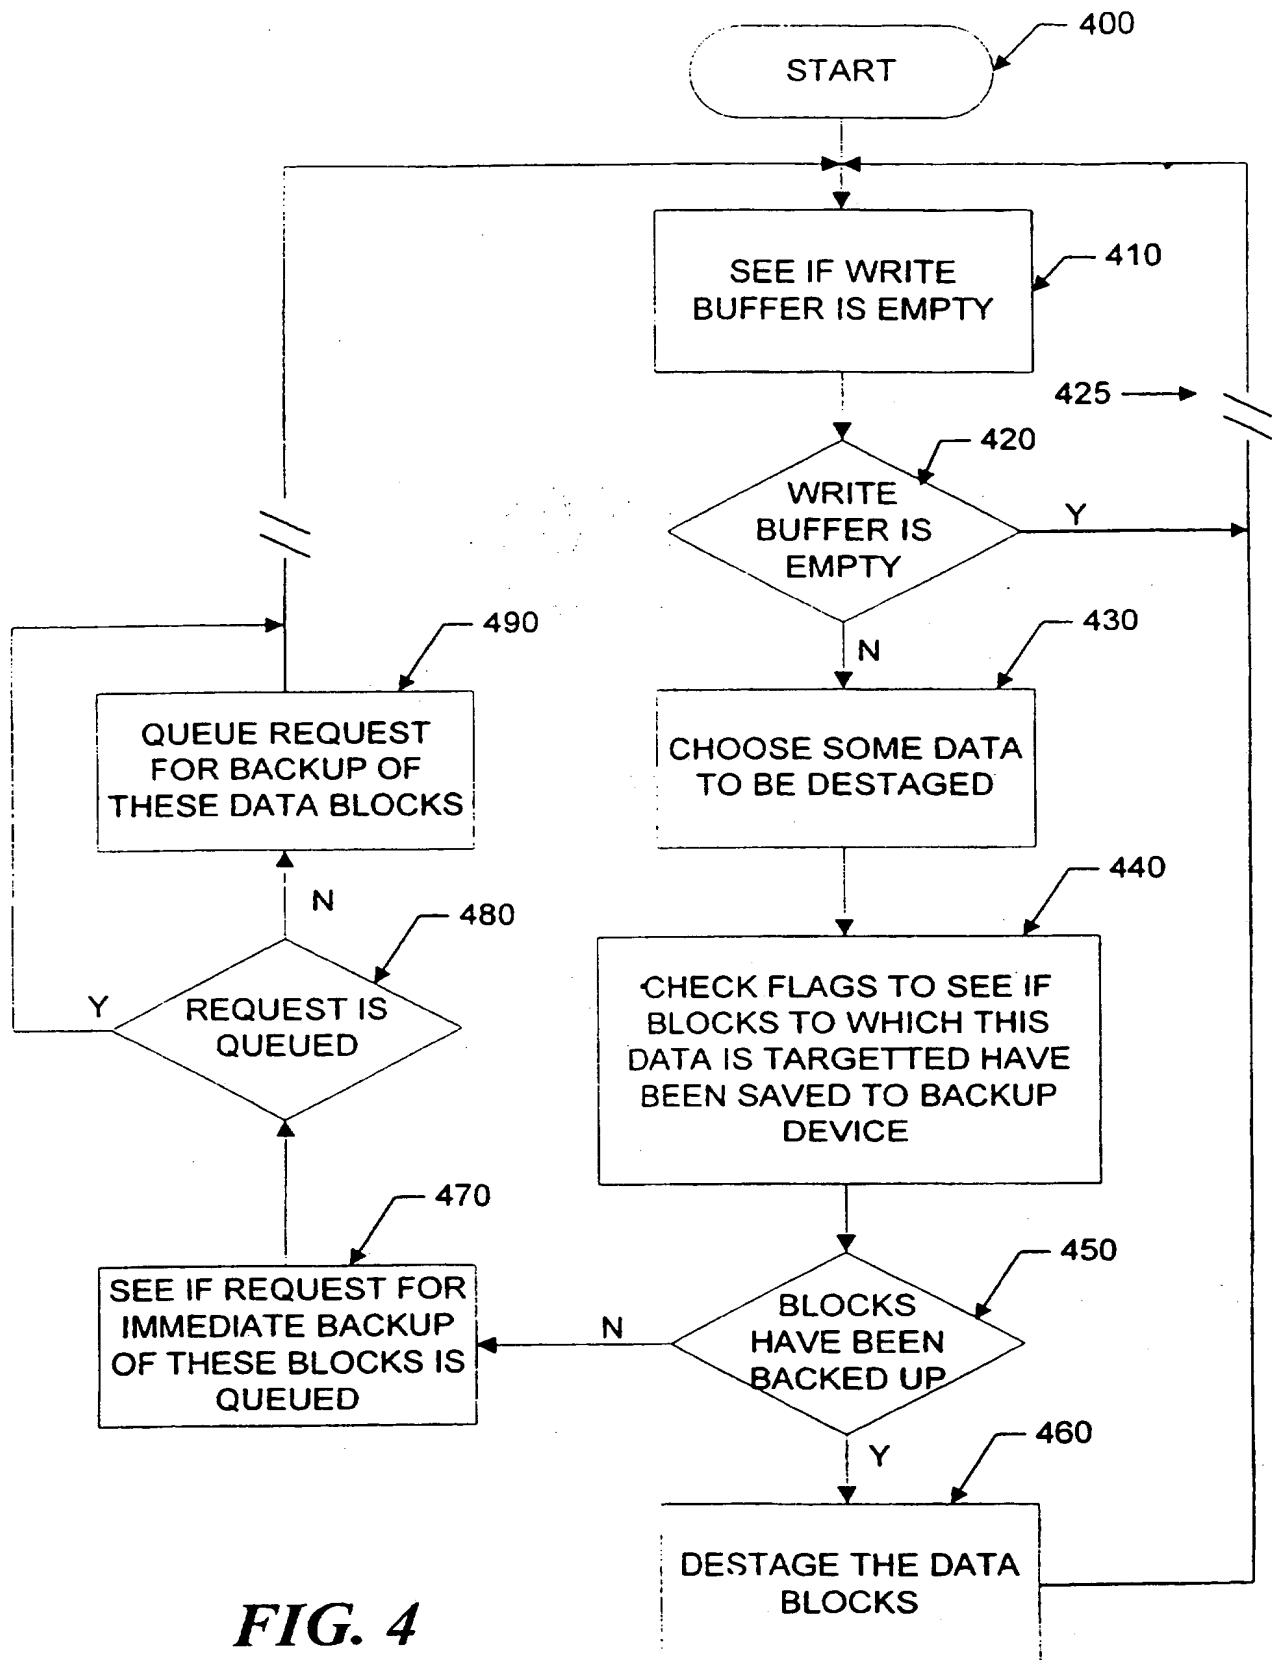 400
START
410
SEE IF WRITE
BUFFER IS EMPTY
425
420
WRITE
BUFFER IS
EMPTY
Y
N
430
CHOOSE SOME DATA
TO BE DESTAGED
440
CHECK FLAGS TO SEE IF
BLOCKS TO WHICH THIS
DATA IS TARGETTED HAVE
BEEN SAVED TO BACKUP
DEVICE
450
BLOCKS
HAVE BEEN
BACKED UP
N
Y
460
DESTAGE THE DATA
BLOCKS
470
SEE IF REQUEST FOR
IMMEDIATE BACKUP
OF THESE BLOCKS IS
QUEUED
480
REQUEST IS
QUEUED
Y
N
490
QUEUE REQUEST
FOR BACKUP OF
THESE DATA BLOCKS
FIG. 4